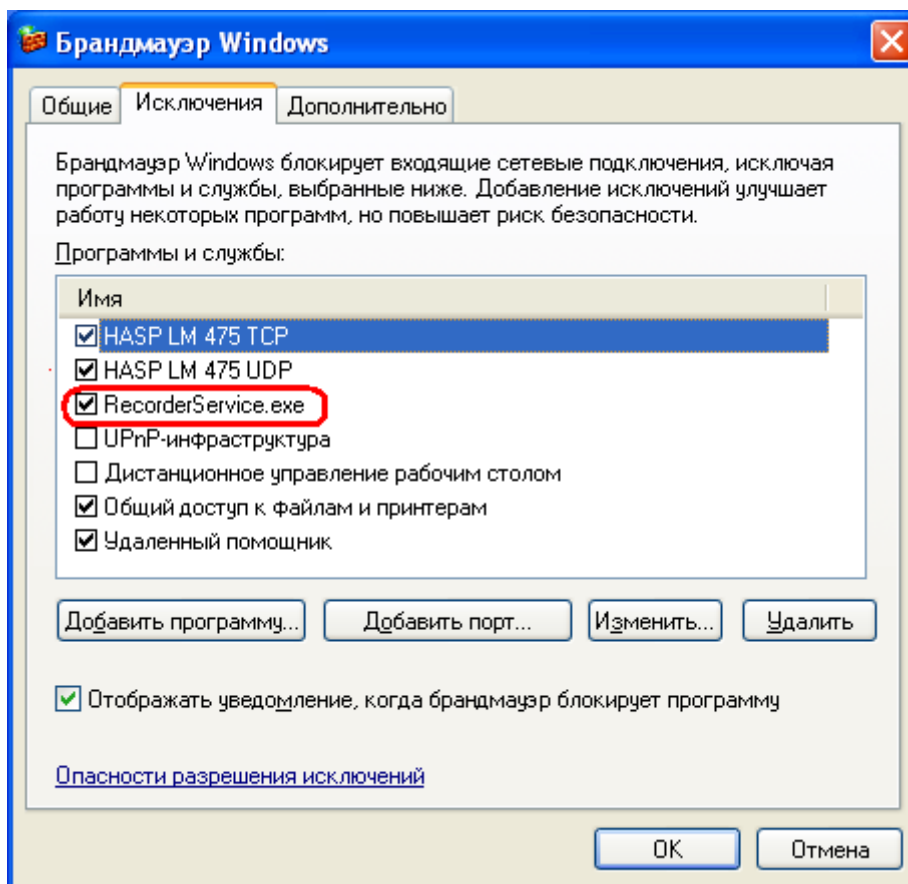 Брандмауэр Windows
Общие
Исключения
Дополнительно
Брандмауэр Windows блокирует входящие сетевые подключения, исключая
программы и службы, выбранные ниже. Добавление исключений улучшает
работу некоторых программ, но повышает риск безопасности.
Программы и службы:
Имя
HASP LM 475 TCP
HASP LM 475 UDP
RecorderService.exe
UPnP-инфраструктура
Дистанционное управление рабочим столом
Общий доступ к файлам и принтерам
Удаленный помощник
Добавить программу...
Добавить порт...
Изменить...
Удалить
Отображать уведомление, когда брандмауэр блокирует программу
Опасности разрешения исключений
ОК
Отмена